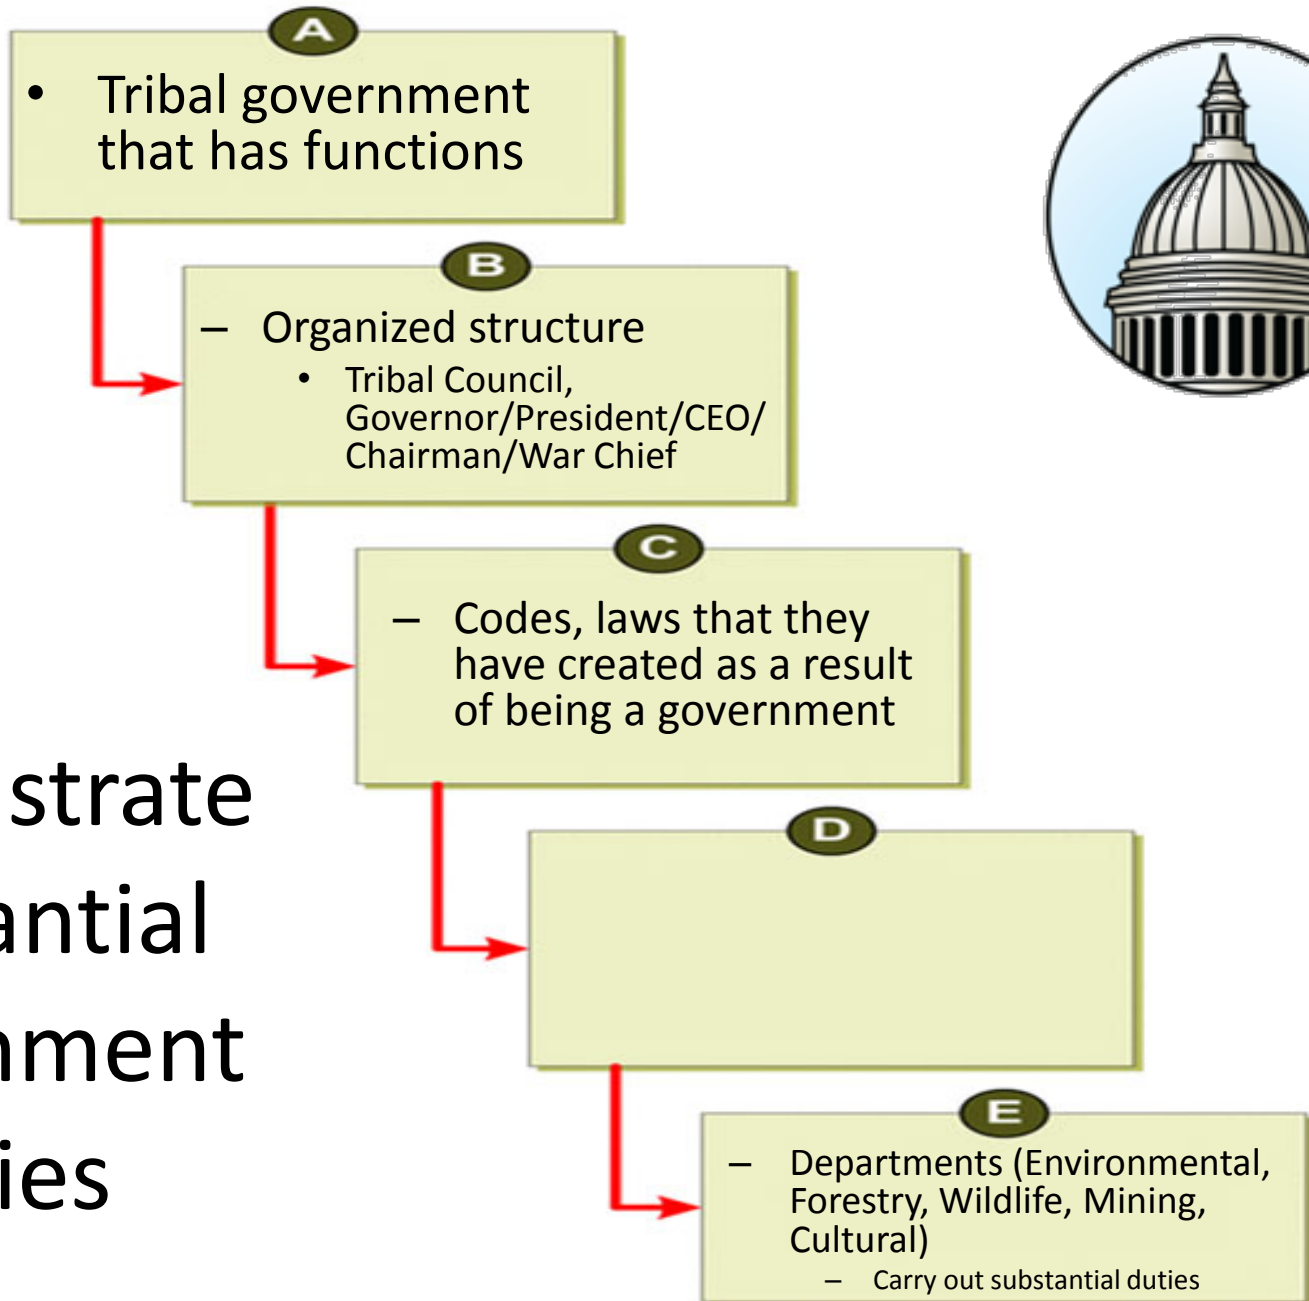 A
• Tribal government
that has functions
B
– Organized structure
• Tribal Council,
Governor/President/CEO/
Chairman/War Chief
C
– Codes, laws that they
have created as a result
of being a government
strate
antial
nment
ies
D
E
– Departments (Environmental,
Forestry, Wildlife, Mining,
Cultural)
– Carry out substantial duties